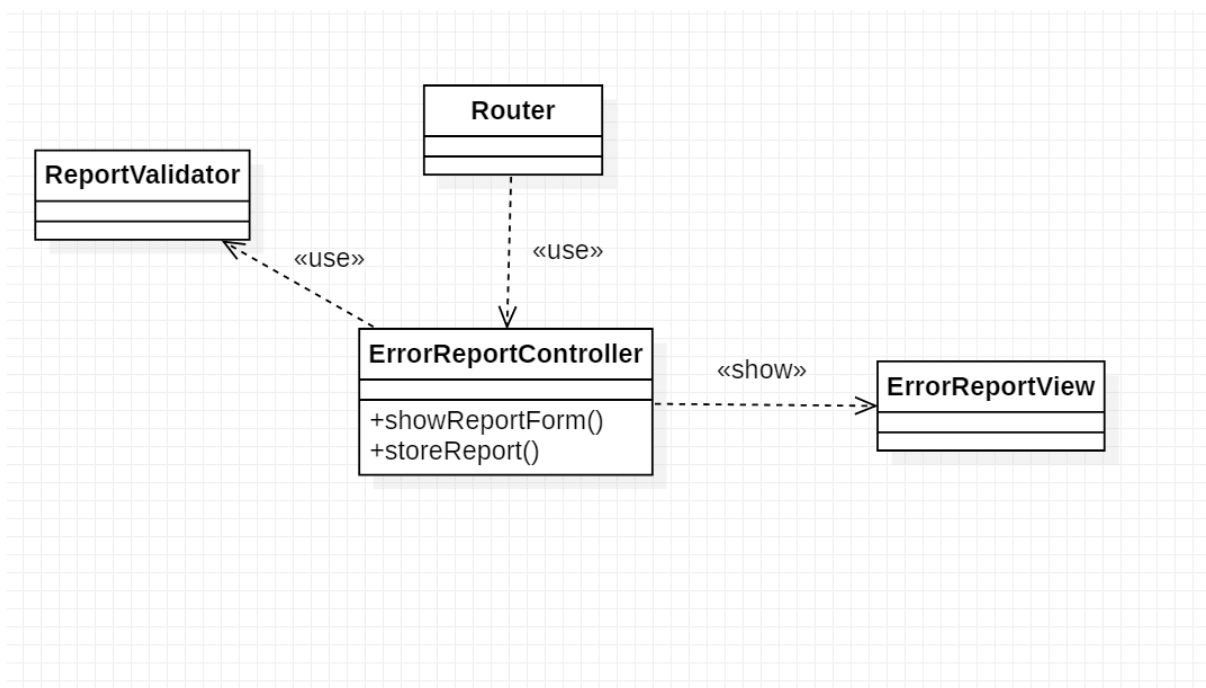 Router
ReportValidator
«use»
«use»
ErrorReportController
+showReportForm()
+storeReport()
«show»
ErrorReportView